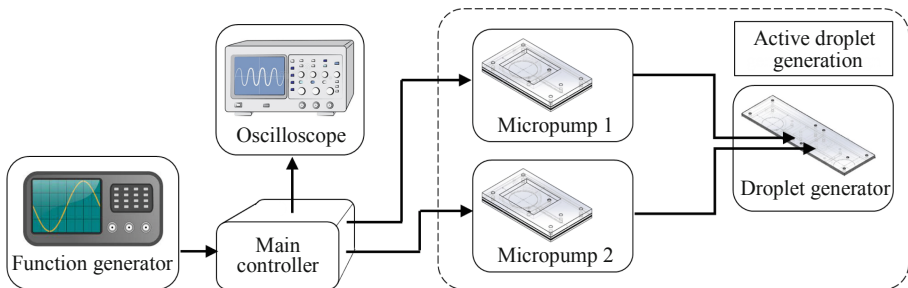 Oscilloscope
Function generator
Main
controller
Micropump 1
Micropump 2
Active droplet
generation
Droplet generator